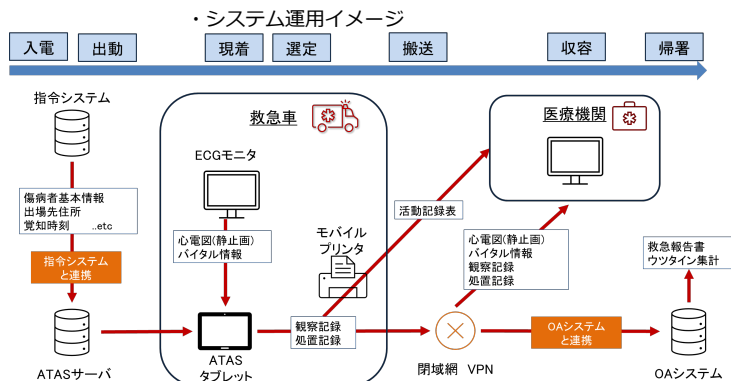 ・システム運用イメージ
入電
出動
現着
選定
搬送
収容
帰署
指令システム
傷病者基本情報
出場先住所
覚知時刻 ..etc
指令システム
と連携
ATASサーバ
救急車
ECGモニタ
心電図(静止画)
バイタル情報
モバイル
プリンタ
ATAS
タブレット
観察記録
処置記録
活動記録表
医療機関
心電図(静止画)
バイタル情報
観察記録
処置記録
閉域網 VPN
OAシステム
と連携
救急報告書
ウツタイン集計
OAシステム